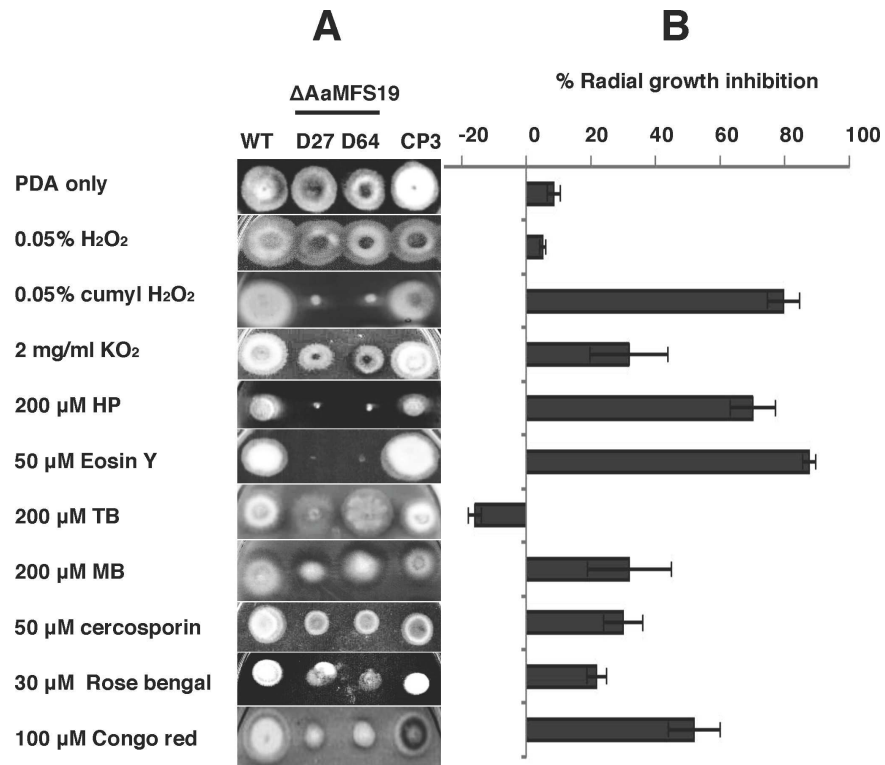 A B
% Radial growth inhibition
ΔAaMFS19
WT D27 D64 CP3
-20 0 20 40 60 80 100
PDA only
0.05% H₂O₂
0.05% cumyl H₂O₂
2 mg/ml KO₂
200 µM HP
50 µM Eosin Y
200 µM TB
200 µM MB
50 µM cercosporin
30 µM Rose bengal
100 µM Congo red